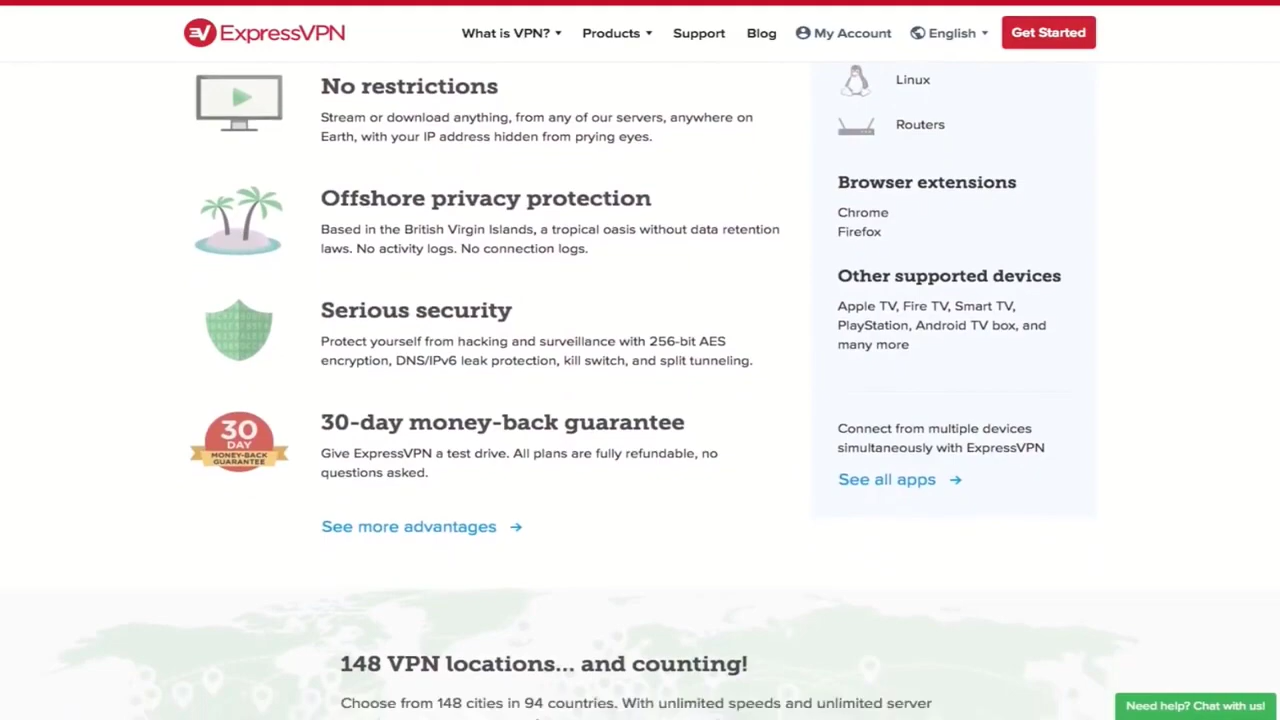 ExpressVPN
What is VPN?
Products
Support
Blog
My Account
English
Get Started
No restrictions
Stream or download anything, from any of our servers, anywhere on
Earth, with your IP address hidden from prying eyes.
Offshore privacy protection
Based in the British Virgin Islands, a tropical oasis without data retention
laws. No activity logs. No connection logs.
Serious security
Protect yourself from hacking and surveillance with 256-bit AES
encryption, DNS/IPv6 leak protection, kill switch, and split tunneling.
30
DAY
MONEY-BACK
GUARANTEE
30-day money-back guarantee
Give ExpressVPN a test drive. All plans are fully refundable, no
questions asked.
See more advantages
Linux
Routers
Browser extensions
Chrome
Firefox
Other supported devices
Apple TV, Fire TV, Smart TV,
PlayStation, Android TV box, and
many more
Connect from multiple devices
simultaneously with ExpressVPN
See all apps
148 VPN locations... and counting!
Choose from 148 cities in 94 countries. With unlimited speeds and unlimited server
Need help? Chat with us!